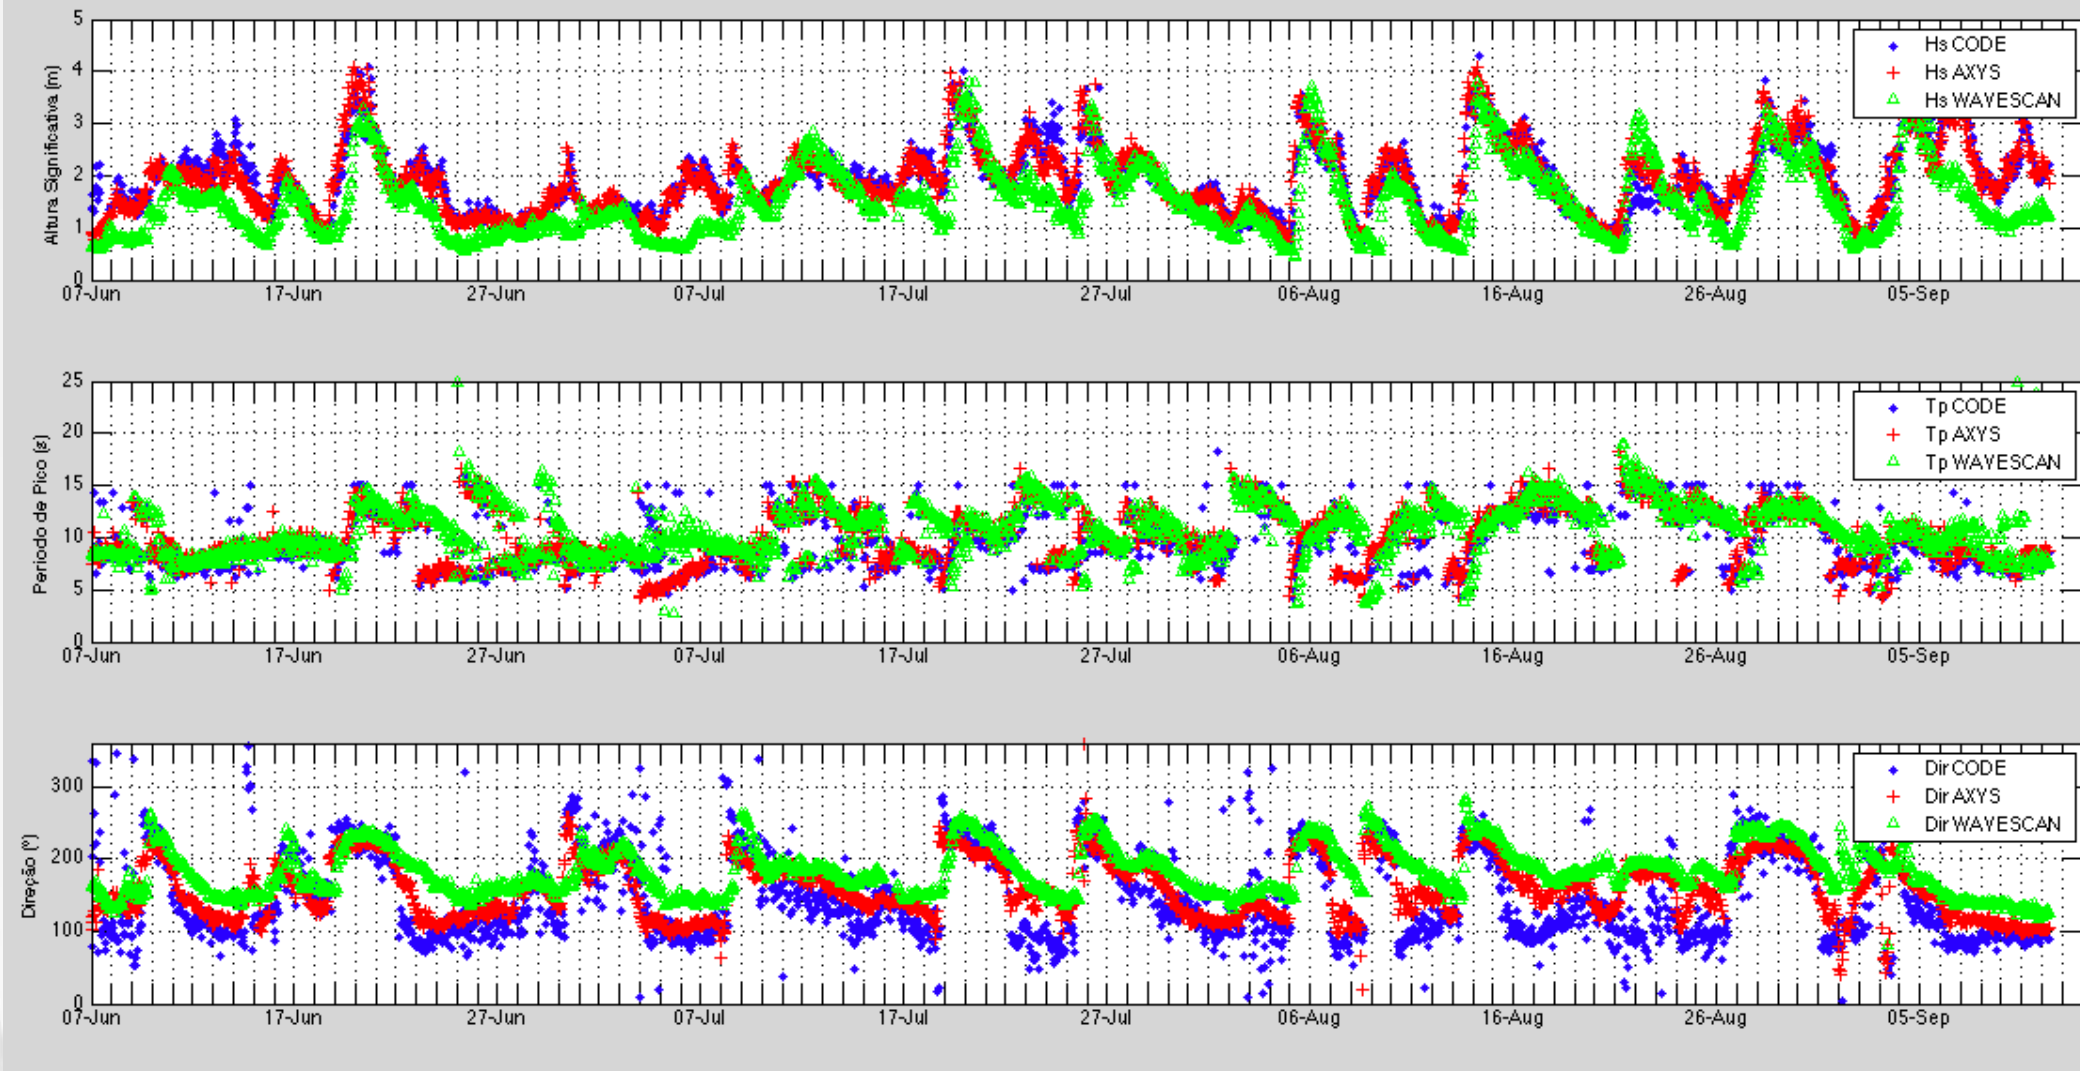 5
4
3
2
1
0
Altura Significativa (m)
Hs CODE
Hs AXYS
Hs WAVESCAN
07-Jun 17-Jun 27-Jun 07-Jul 17-Jul 27-Jul 06-Aug 16-Aug 26-Aug 05-Sep
25
20
15
10
5
0
Periodo de Pico (s)
Tp CODE
Tp AXYS
Tp WAVESCAN
07-Jun 17-Jun 27-Jun 07-Jul 17-Jul 27-Jul 06-Aug 16-Aug 26-Aug 05-Sep
300
200
100
0
Direção (º)
Dir CODE
Dir AXYS
Dir WAVESCAN
07-Jun 17-Jun 27-Jun 07-Jul 17-Jul 27-Jul 06-Aug 16-Aug 26-Aug 05-Sep